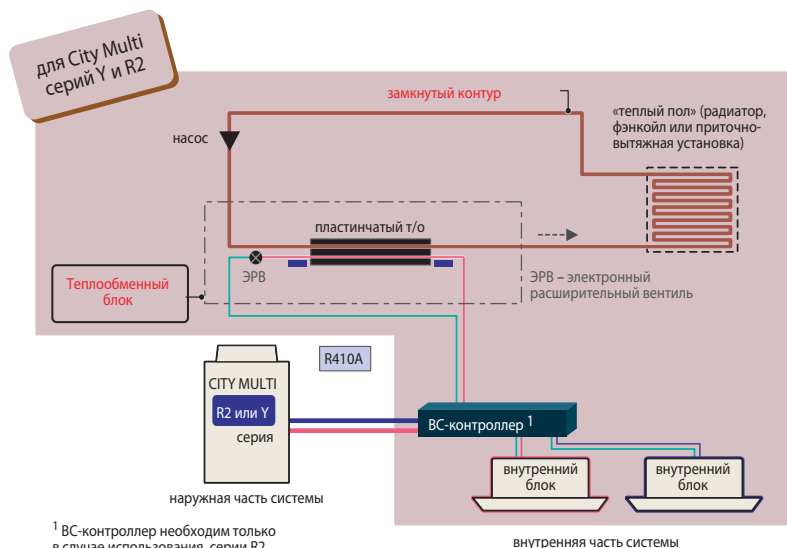 для City Multi
серий Y и R2
замкнутый контур
«теплый пол» (радиатор,
фэнкойл или приточно-
вытяжная установка)
насос
пластинчатый т/о
ЭРВ
ЭРВ – электронный
расширительный вентиль
Теплообменный
блок
R410A
CITY MULTI
R2 или Y
серия
BC-контроллер 1
внутренний
блок
внутренний
блок
наружная часть системы
1 BC-контроллер необходим только
в случае использования серии R2
внутренняя часть системы